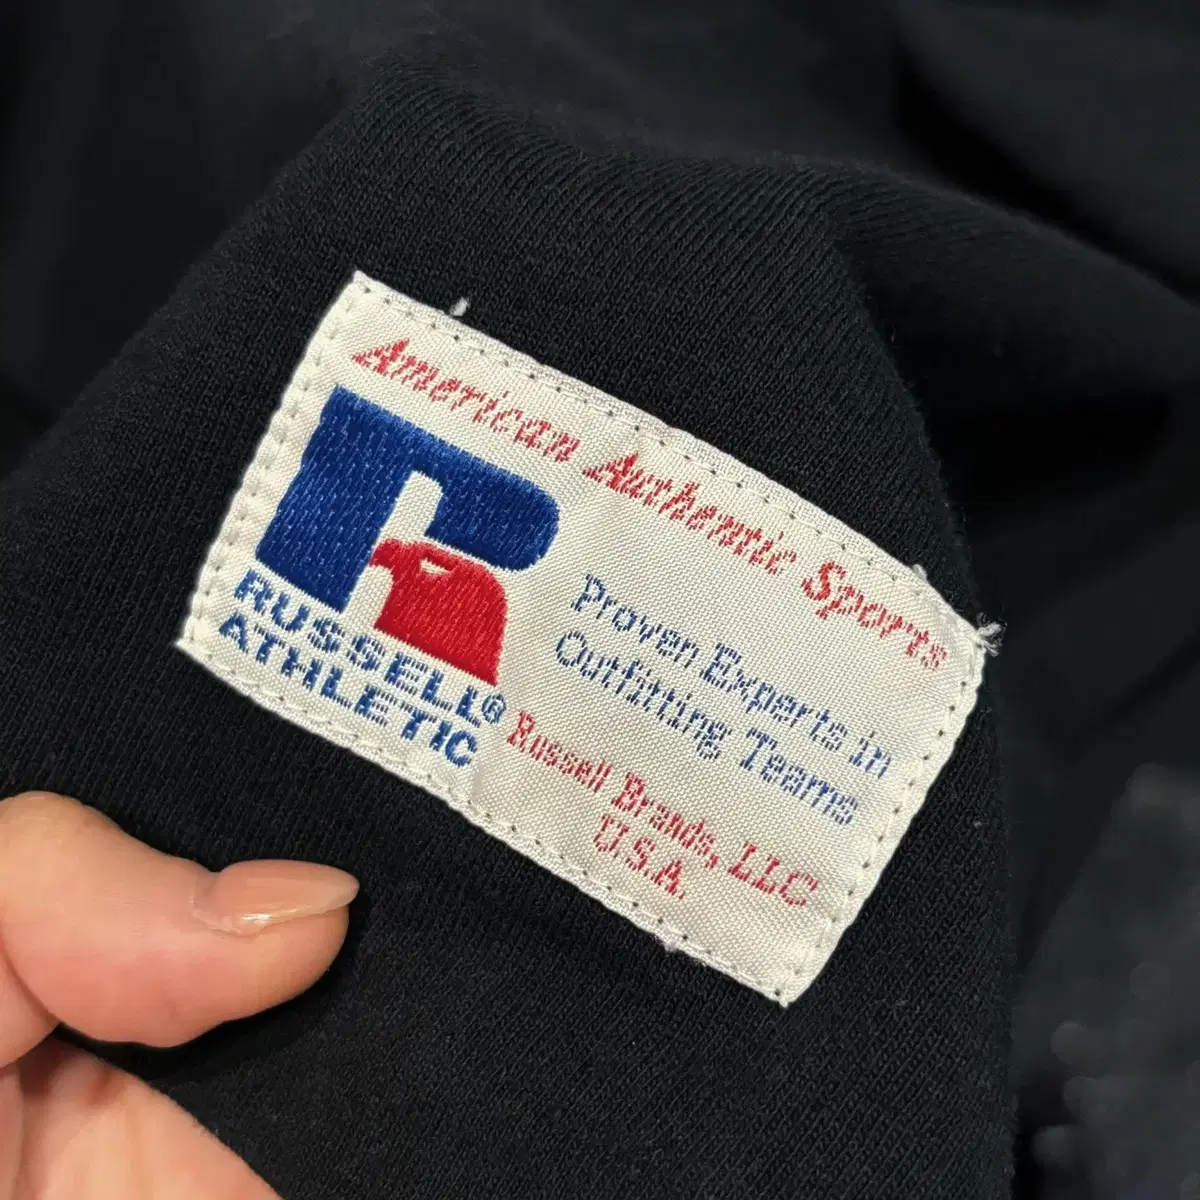 American Authentic Sports
R
RUSSELL®
ATHLETIC
Proven Experts in
Outfitting Teams
Russell Brands, LLC
U.S.A.